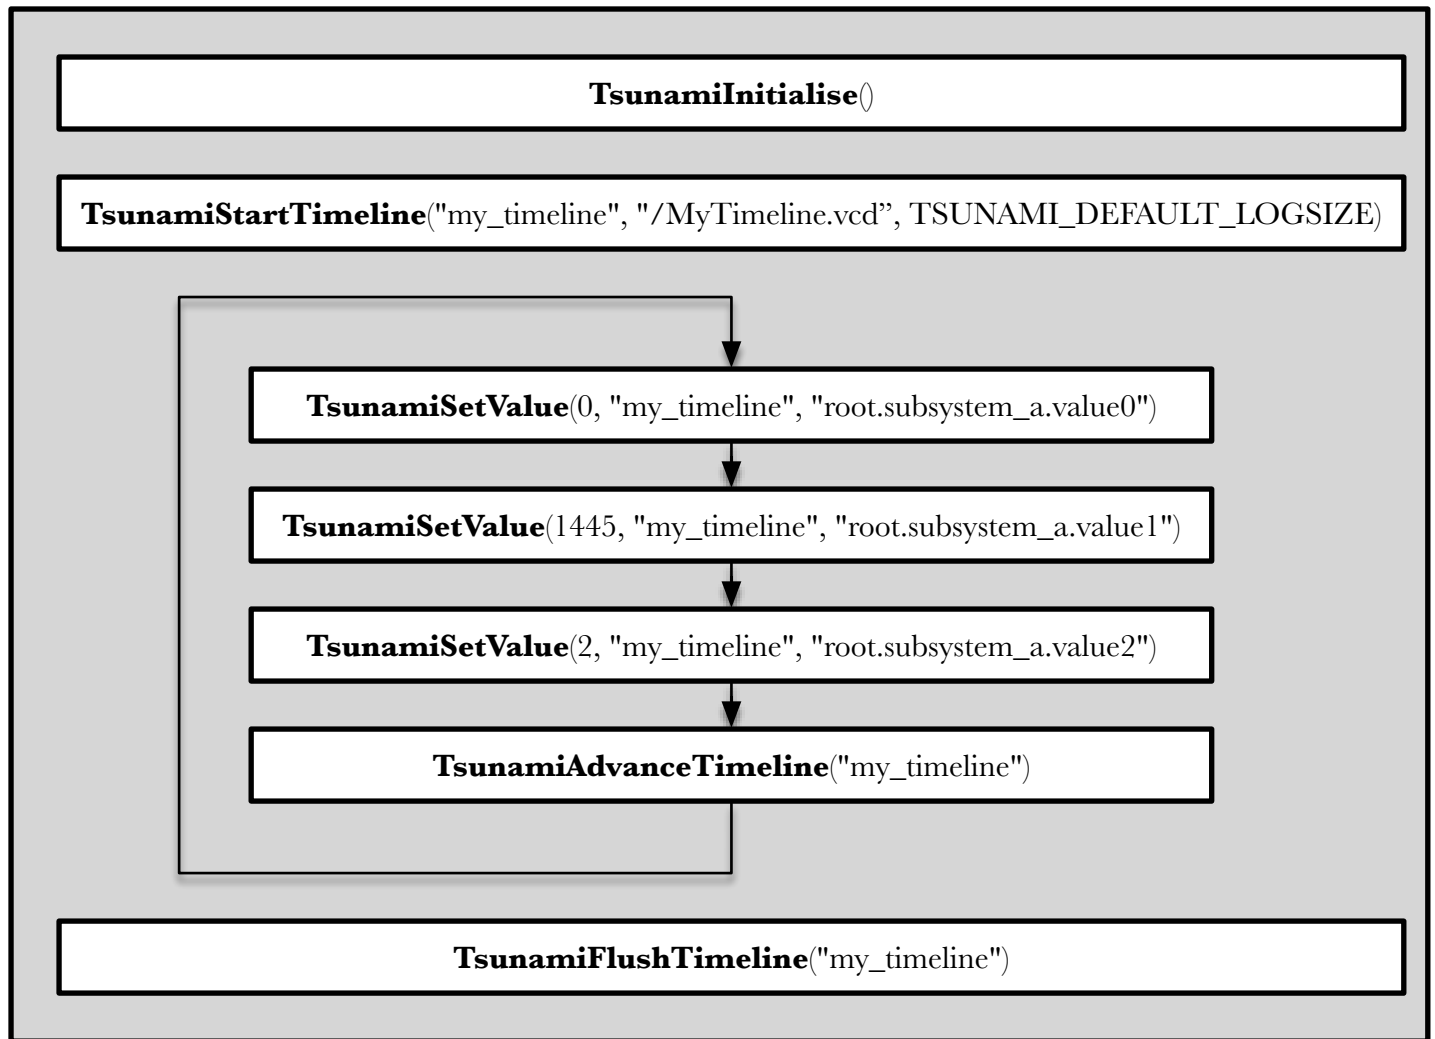 TsunamiInitialise()
TsunamiStartTimeline("my_timeline", "/MyTimeline.vcd”, TSUNAMI_DEFAULT_LOGSIZE)
TsunamiSetValue(0, "my_timeline", "root.subsystem_a.value0")
TsunamiSetValue(1445, "my_timeline", "root.subsystem_a.value1")
TsunamiSetValue(2, "my_timeline", "root.subsystem_a.value2")
TsunamiAdvanceTimeline("my_timeline")
TsunamiFlushTimeline("my_timeline")